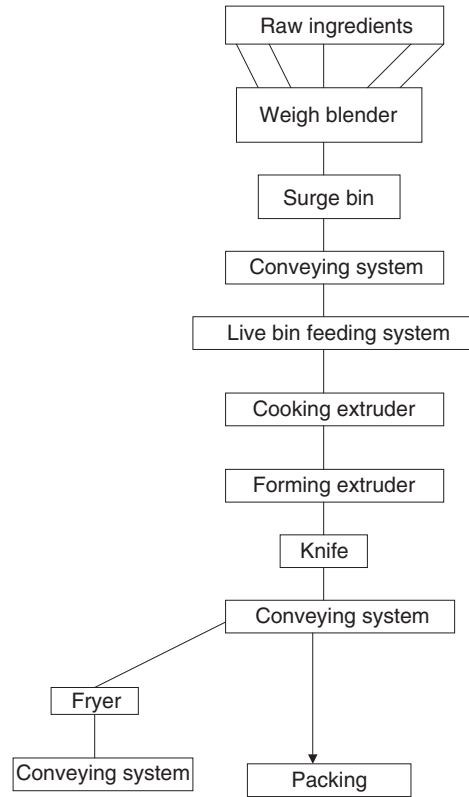 Raw ingredients
Weigh blender
Surge bin
Conveying system
Live bin feeding system
Cooking extruder
Forming extruder
Knife
Conveying system
Fryer
Conveying system
Packing